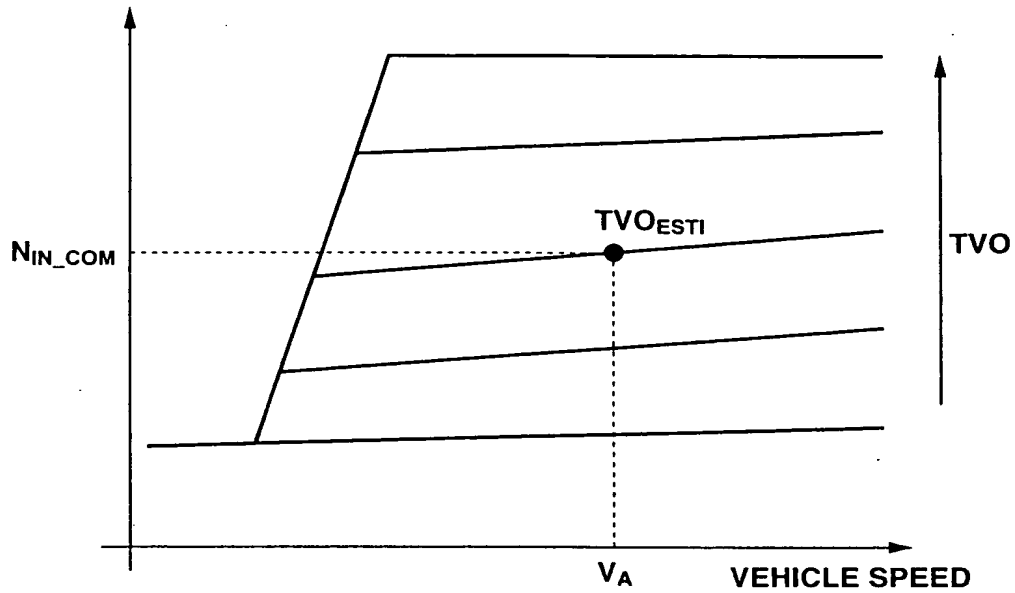 TVO_ESTI
N_IN_COM
TVO
V_A
VEHICLE SPEED